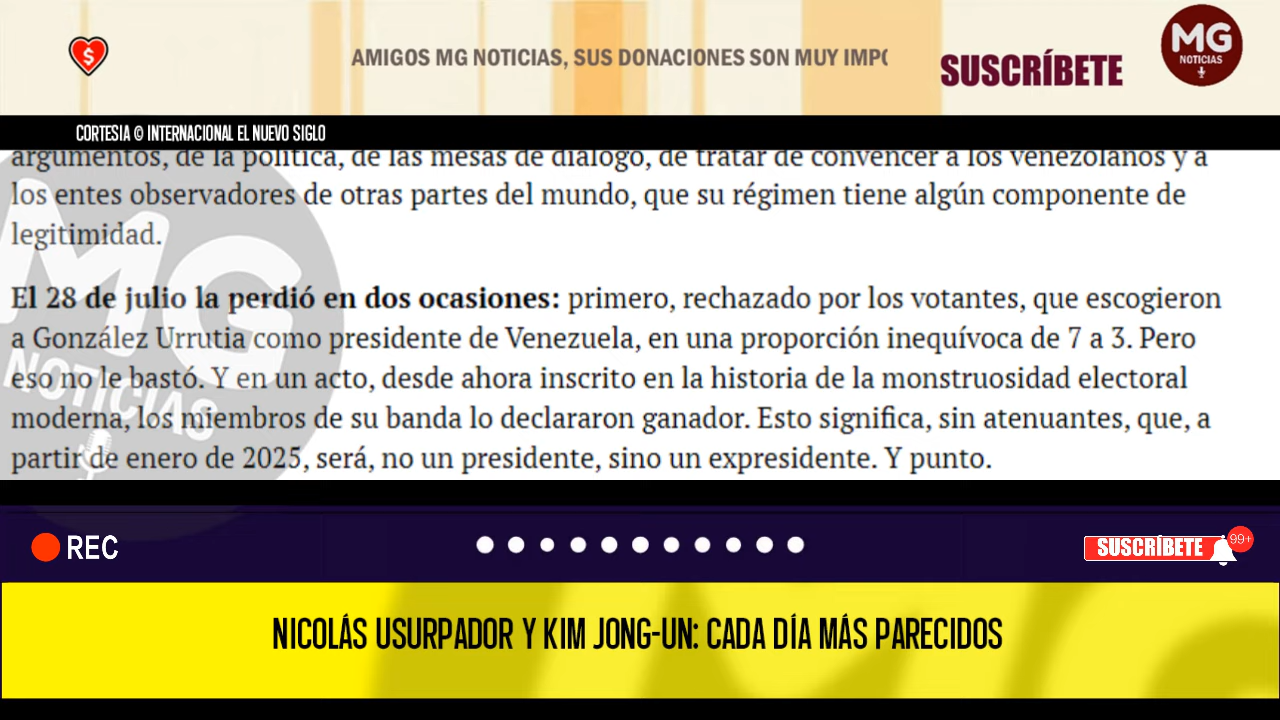 $
AMIGOS MG NOTICIAS, SUS DONACIONES SON MUY
SUSCRÍBETE
MG
NOTICIAS
CORTESIA © INTERNACIONAL EL NUEVO SIGLO
argumentos, de la política, de las mesas de diálogo, de tratar de convencer a los venezolanos y a
los entes observadores de otras partes del mundo, que su régimen tiene algún componente de
legitimidad.
El 28 de julio la perdió en dos ocasiones: primero, rechazado por los votantes, que escogieron
a González Urrutia como presidente de Venezuela, en una proporción inequívoca de 7 a 3. Pero
eso no le bastó. Y en un acto, desde ahora inscrito en la historia de la monstruosidad electoral
moderna, los miembros de su banda lo declararon ganador. Esto significa, sin atenuantes, que, a
partir de enero de 2025, será, no un presidente, sino un expresidente. Y punto.
MG
NOTICIAS
REC
SUSCRÍBETE
99+
NICOLÁS USURPADOR Y KIM JONG-UN: CADA DÍA MÁS PARECIDOS